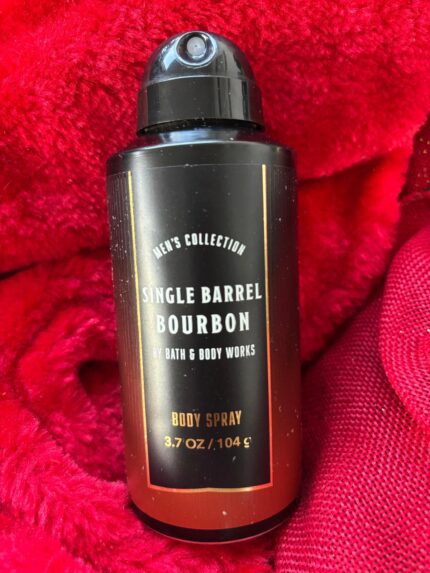 MEN'S COLLECTION
SINGLE BARREL
BOURBON
BY BATH & BODY WORKS
BODY SPRAY
3.7 OZ / 104 g